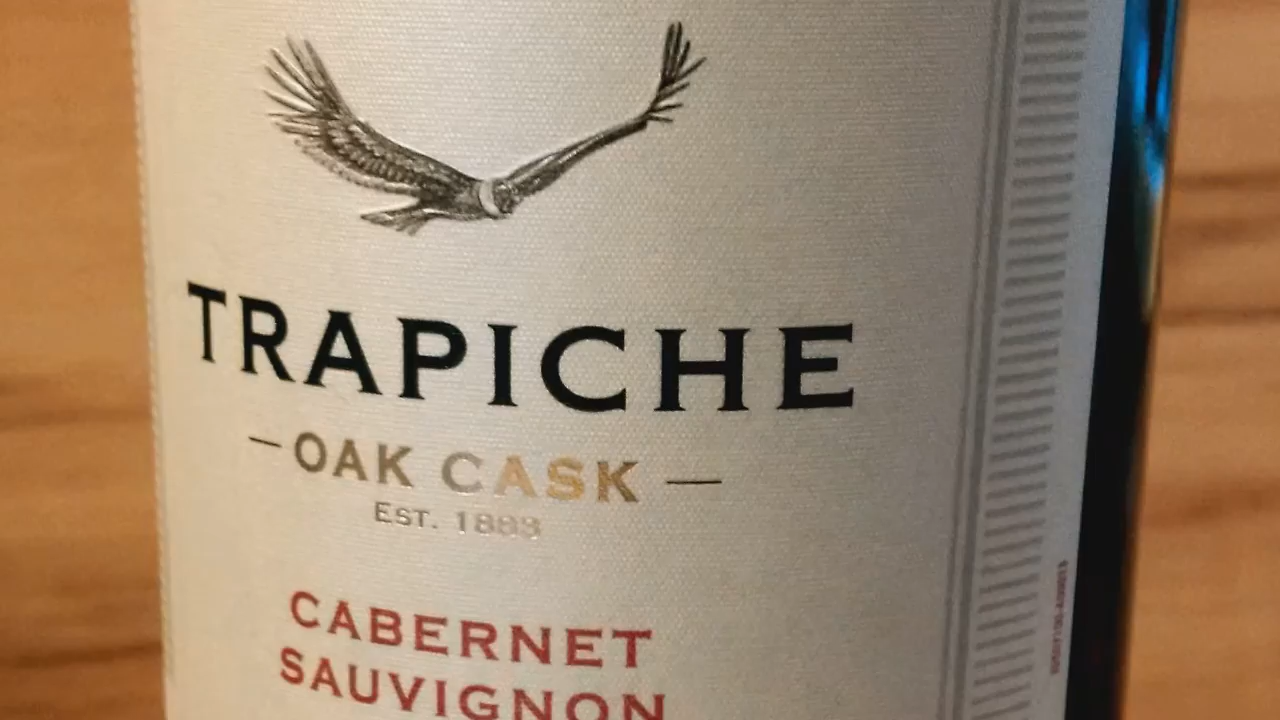 TRAPICHE
— OAK CASK —
EST. 1883
CABERNET
SAUVIGNON